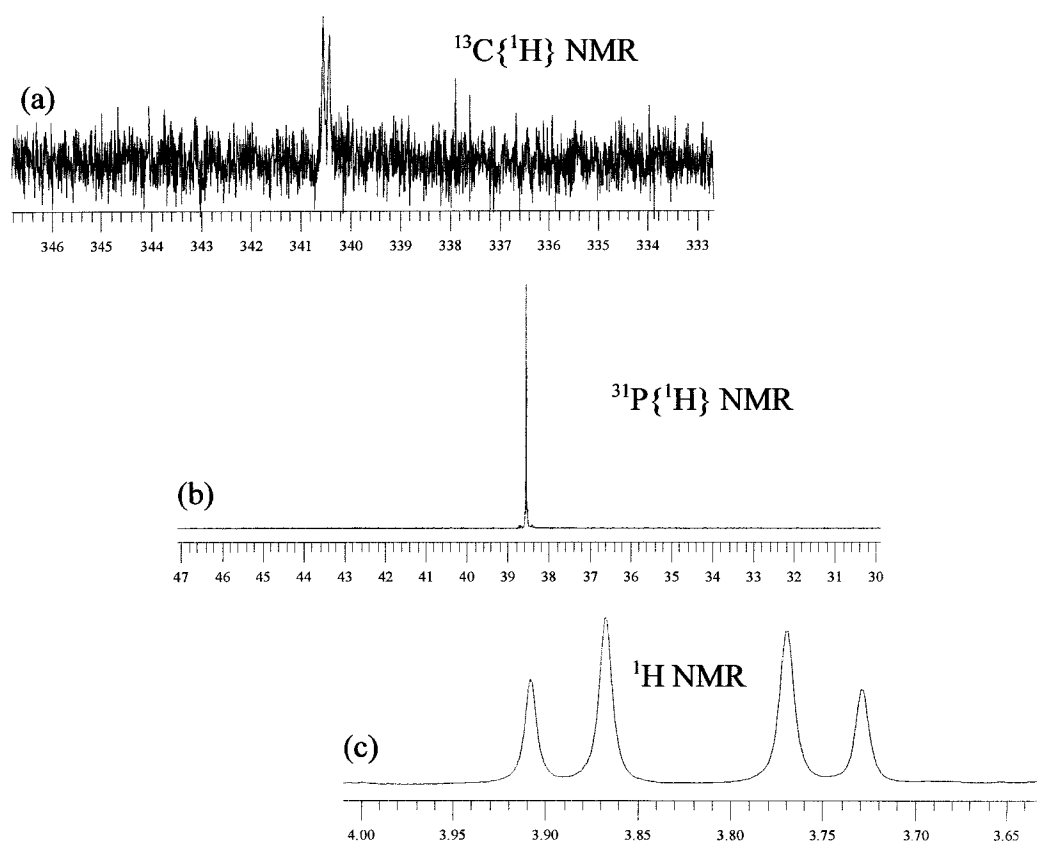 ¹³C{¹H} NMR
(a)
346 345 344 343 342 341 340 339 338 337 336 335 334 333
³¹P{¹H} NMR
(b)
47 46 45 44 43 42 41 40 39 38 37 36 35 34 33 32 31 30
¹H NMR
(c)
4.00 3.95 3.90 3.85 3.80 3.75 3.70 3.65